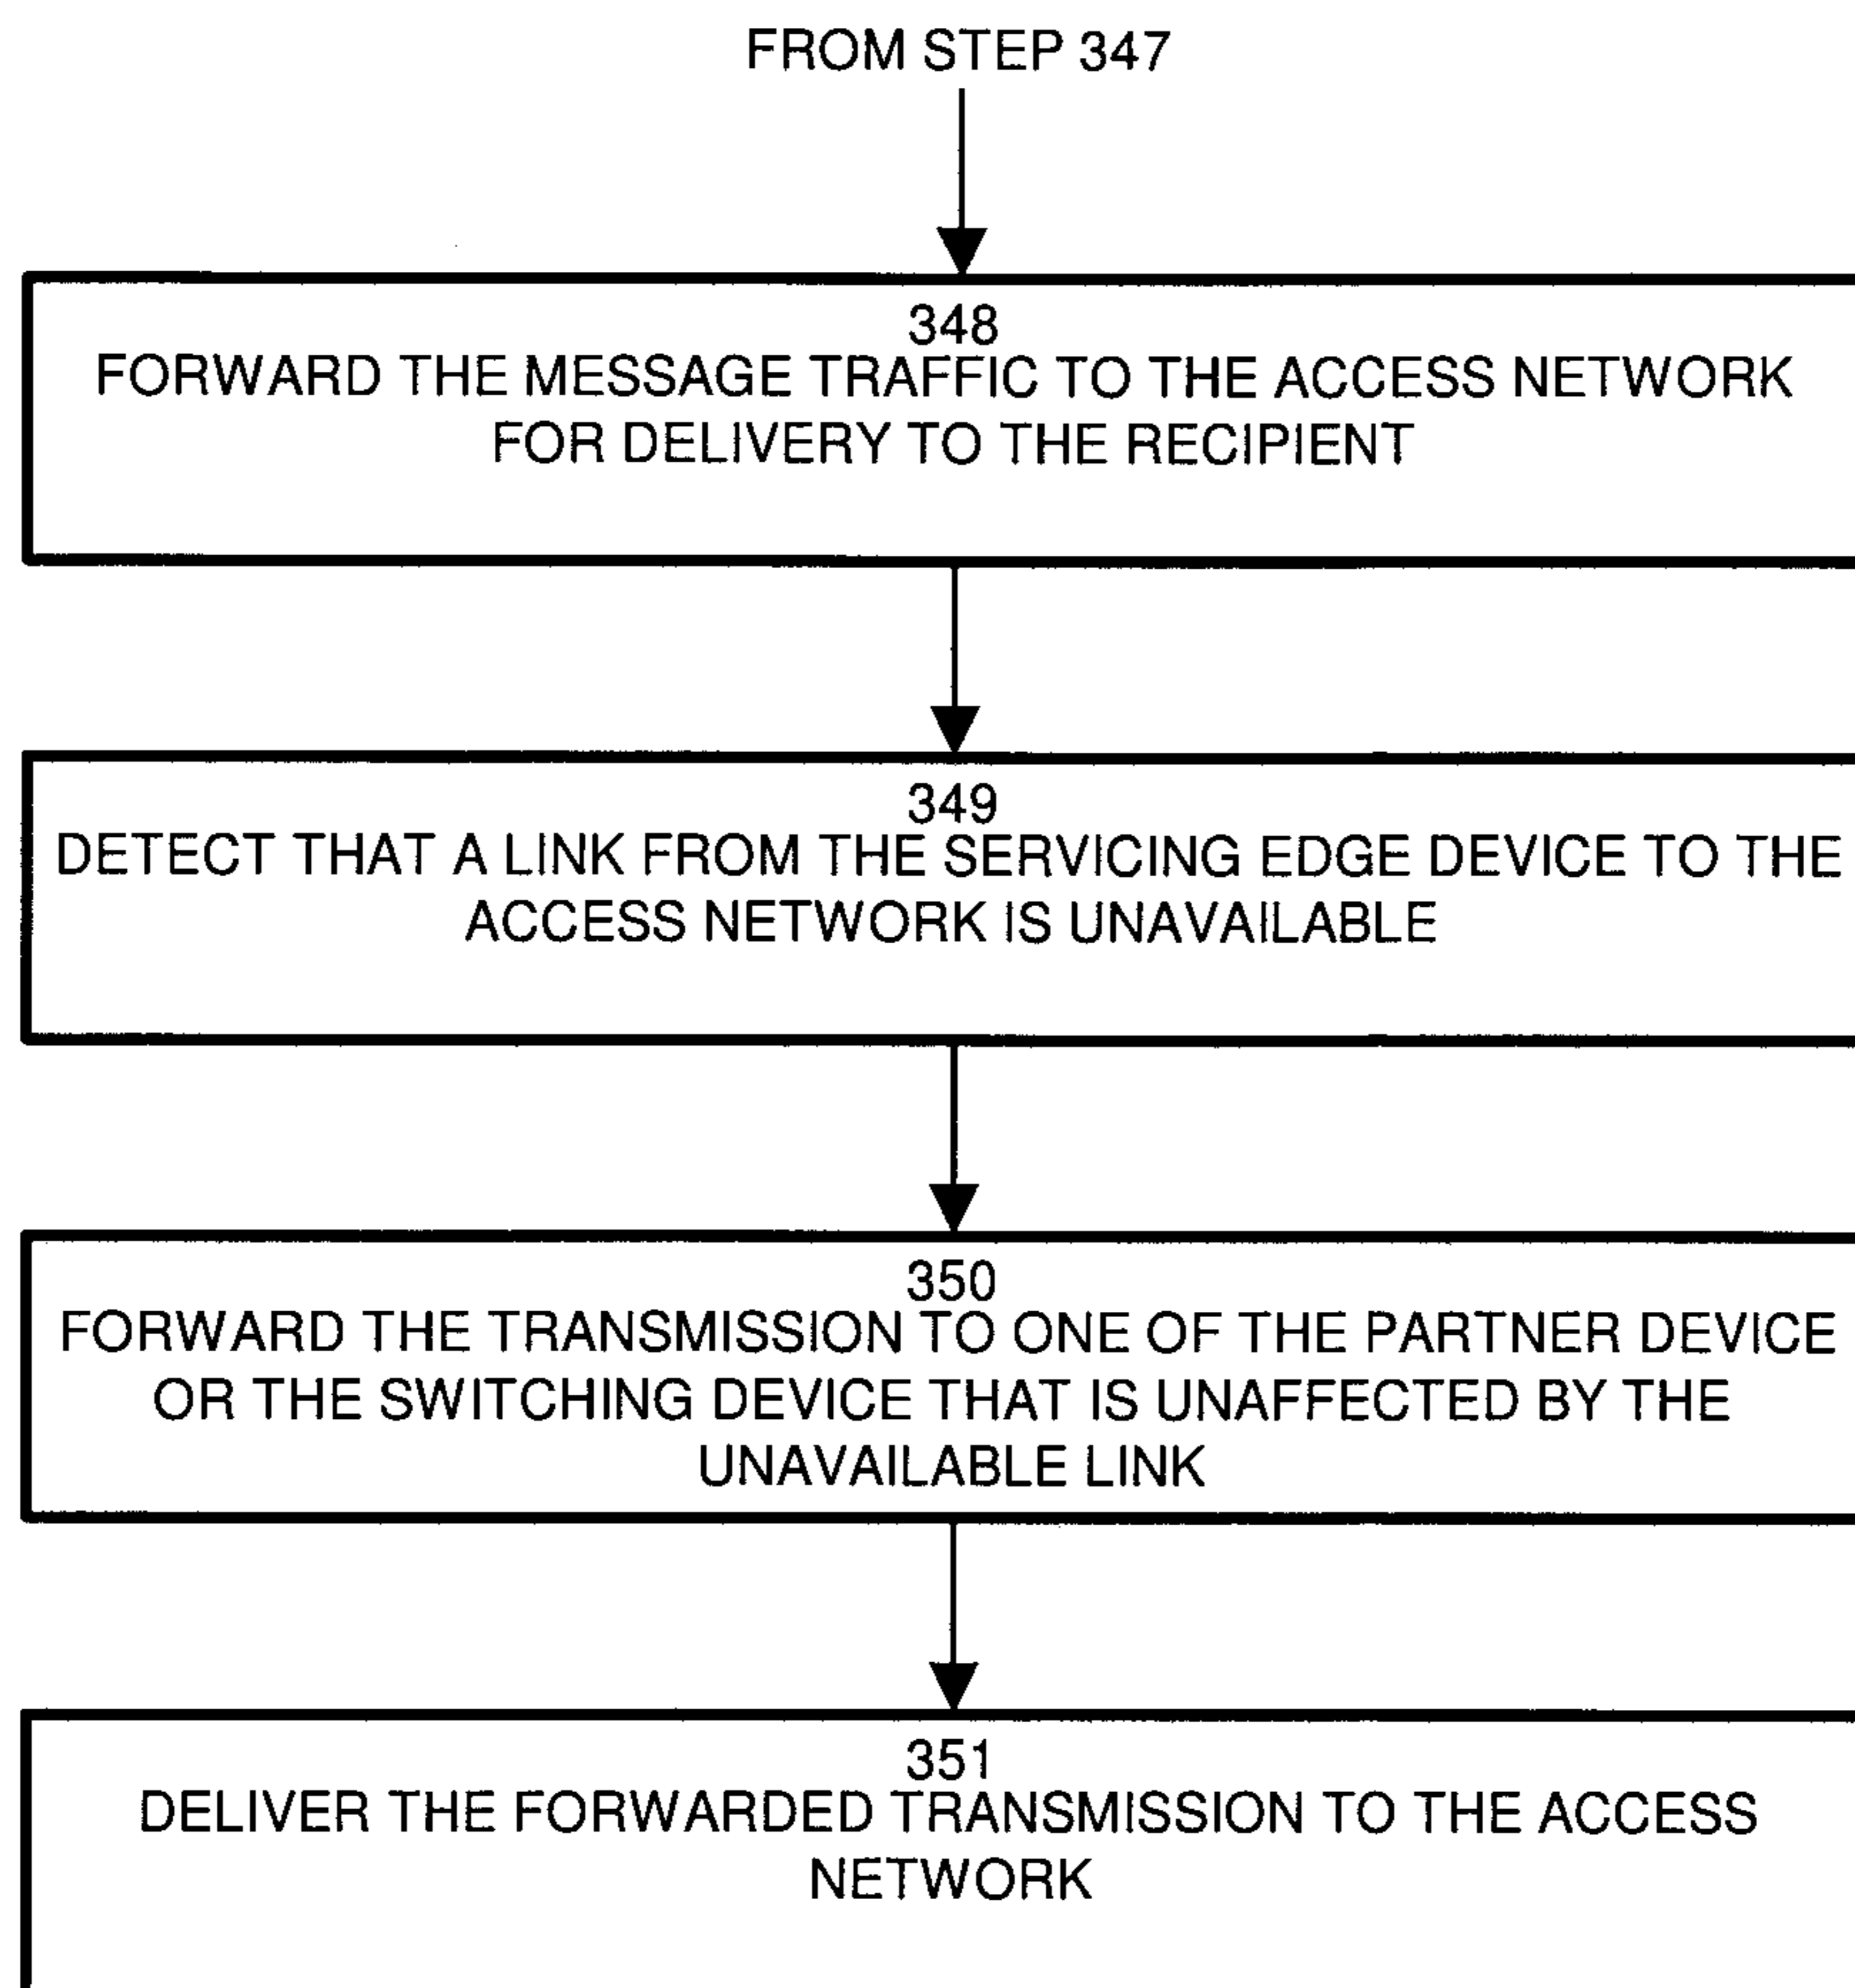 FROM STEP 347
348
FORWARD THE MESSAGE TRAFFIC TO THE ACCESS NETWORK
FOR DELIVERY TO THE RECIPIENT
349
DETECT THAT A LINK FROM THE SERVICING EDGE DEVICE TO THE
ACCESS NETWORK IS UNAVAILABLE
350
FORWARD THE TRANSMISSION TO ONE OF THE PARTNER DEVICE
OR THE SWITCHING DEVICE THAT IS UNAFFECTED BY THE
UNAVAILABLE LINK
351
DELIVER THE FORWARDED TRANSMISSION TO THE ACCESS
NETWORK